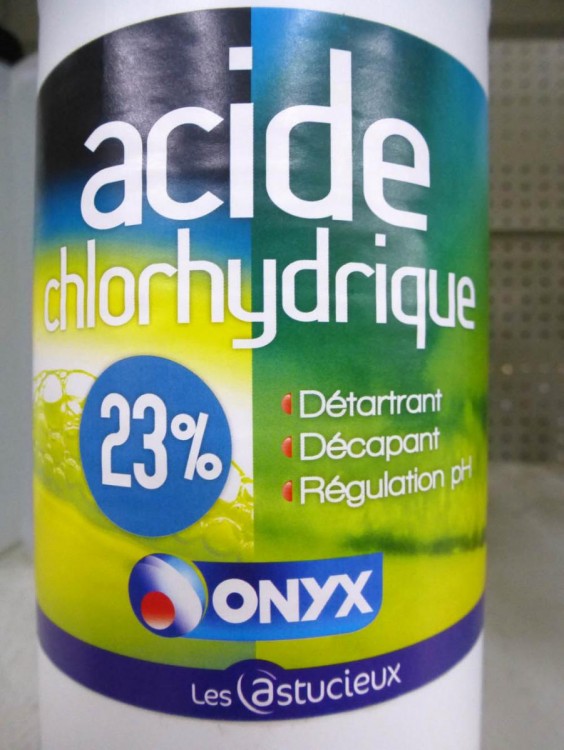 acide
chlorhydrique
23%
Détartrant
Décapant
Régulation pH
ONYX
Les astucieux